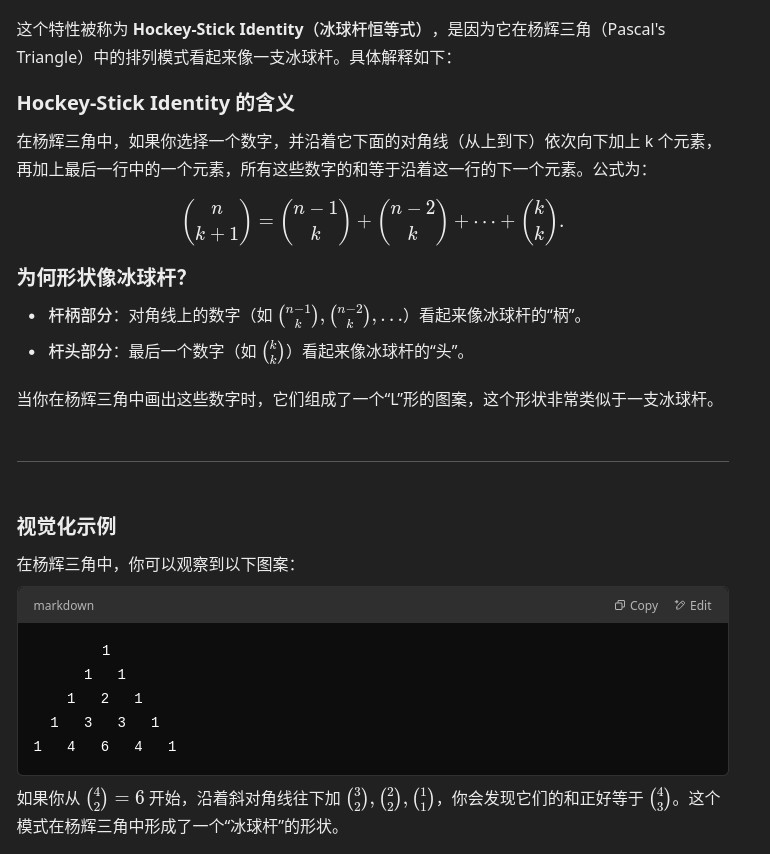 这个特性被称为 Hockey-Stick Identity（冰球杆恒等式），是因为它在杨辉三角（Pascal's
Triangle）中的排列模式看起来像一支冰球杆。具体解释如下：
Hockey-Stick Identity 的含义
在杨辉三角中，如果你选择一个数字，并沿着它下面的对角线（从上到下）依次向下加上 k 个元素，
再加上最后一行中的一个元素，所有这些数字的和等于沿着这一行的下一个元素。公式为：
\binom{n}{k+1} = \binom{n-1}{k} + \binom{n-2}{k} + \cdots + \binom{k}{k}.
为何形状像冰球杆？
• 杆柄部分：对角线上的数字（如 \binom{n-1}{k}, \binom{n-2}{k}, \ldots）看起来像冰球杆的“柄”。
• 杆头部分：最后一个数字（如 \binom{k}{k}）看起来像冰球杆的“头”。
当你在杨辉三角中画出这些数字时，它们组成了一个“L”形的图案，这个形状非常类似于一支冰球杆。
视觉化示例
在杨辉三角中，你可以观察到以下图案：
markdown Copy Edit
1
1 1
1 2 1
1 3 3 1
1 4 6 4 1
如果你从 \binom{4}{2} = 6 开始，沿着斜对角线往下加 \binom{3}{2}, \binom{2}{2}, \binom{1}{1}，你会发现它们的和正好等于 \binom{4}{3}。这个
模式在杨辉三角中形成了一个“冰球杆”的形状。